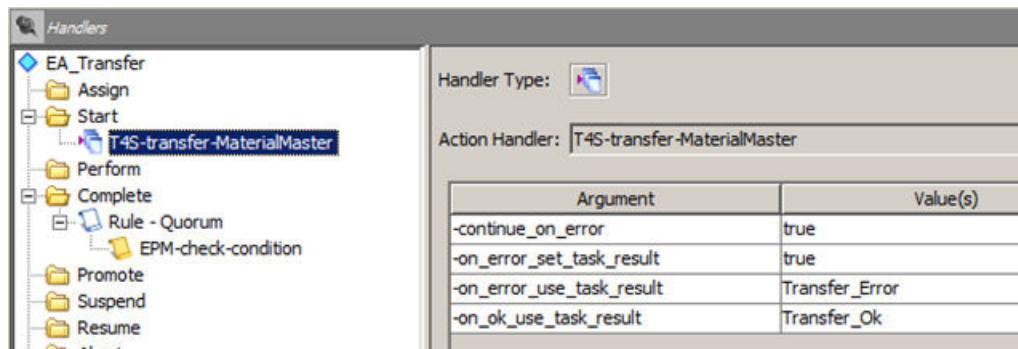 Handlers
EA_Transfer
Assign
Start
T4S-transfer-MaterialMaster
Perform
Complete
Rule - Quorum
EPM-check-condition
Promote
Suspend
Resume
Handler Type:
Action Handler: T4S-transfer-MaterialMaster
Argument Value(s)
-continue_on_error true
-on_error_set_task_result true
-on_error_use_task_result Transfer_Error
-on_ok_use_task_result Transfer_Ok